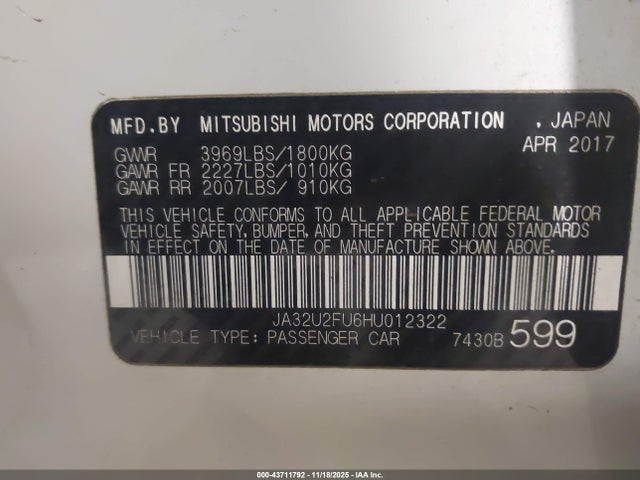 MFD.BY MITSUBISHI MOTORS CORPORATION , JAPAN
APR 2017
GVWR 3969LBS/1800KG
GAWR FR 2227LBS/1010KG
GAWR RR 2007LBS/ 910KG
THIS VEHICLE CONFORMS TO ALL APPLICABLE FEDERAL MOTOR
VEHICLE SAFETY, BUMPER, AND THEFT PREVENTION STANDARDS
IN EFFECT ON THE DATE OF MANUFACTURE SHOWN ABOVE.
JA32U2FU6HU012322
VEHICLE TYPE: PASSENGER CAR 7430B 599
000-43711792 - 11/18/2025 - IAA Inc.